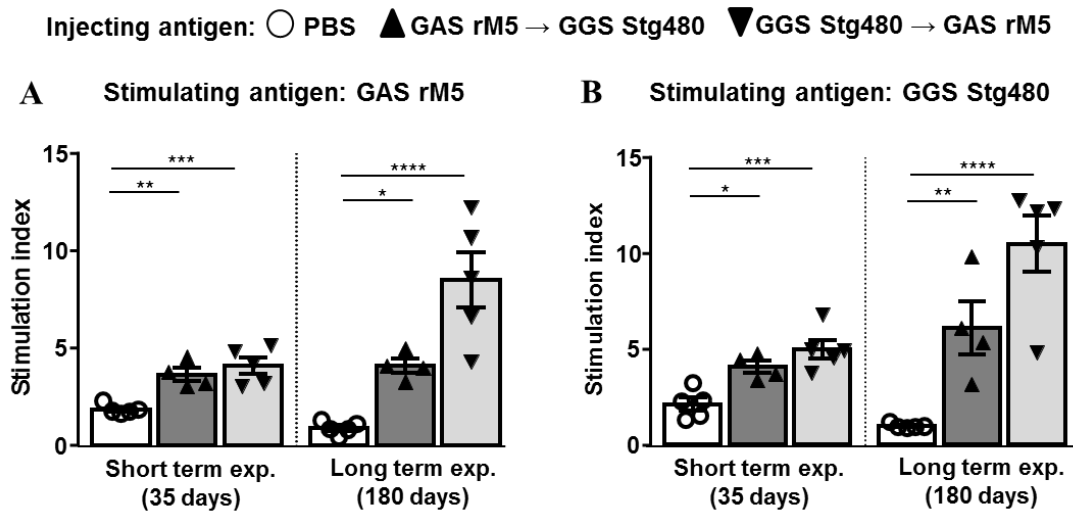 Injecting antigen: PBS GAS rM5 → GGS Stg480 GGS Stg480 → GAS rM5
A Stimulating antigen: GAS rM5
Stimulation index
15
10
5
0
***
**
****
*
Short term exp.
(35 days)
Long term exp.
(180 days)
B Stimulating antigen: GGS Stg480
Stimulation index
15
10
5
0
***
*
****
**
Short term exp.
(35 days)
Long term exp.
(180 days)